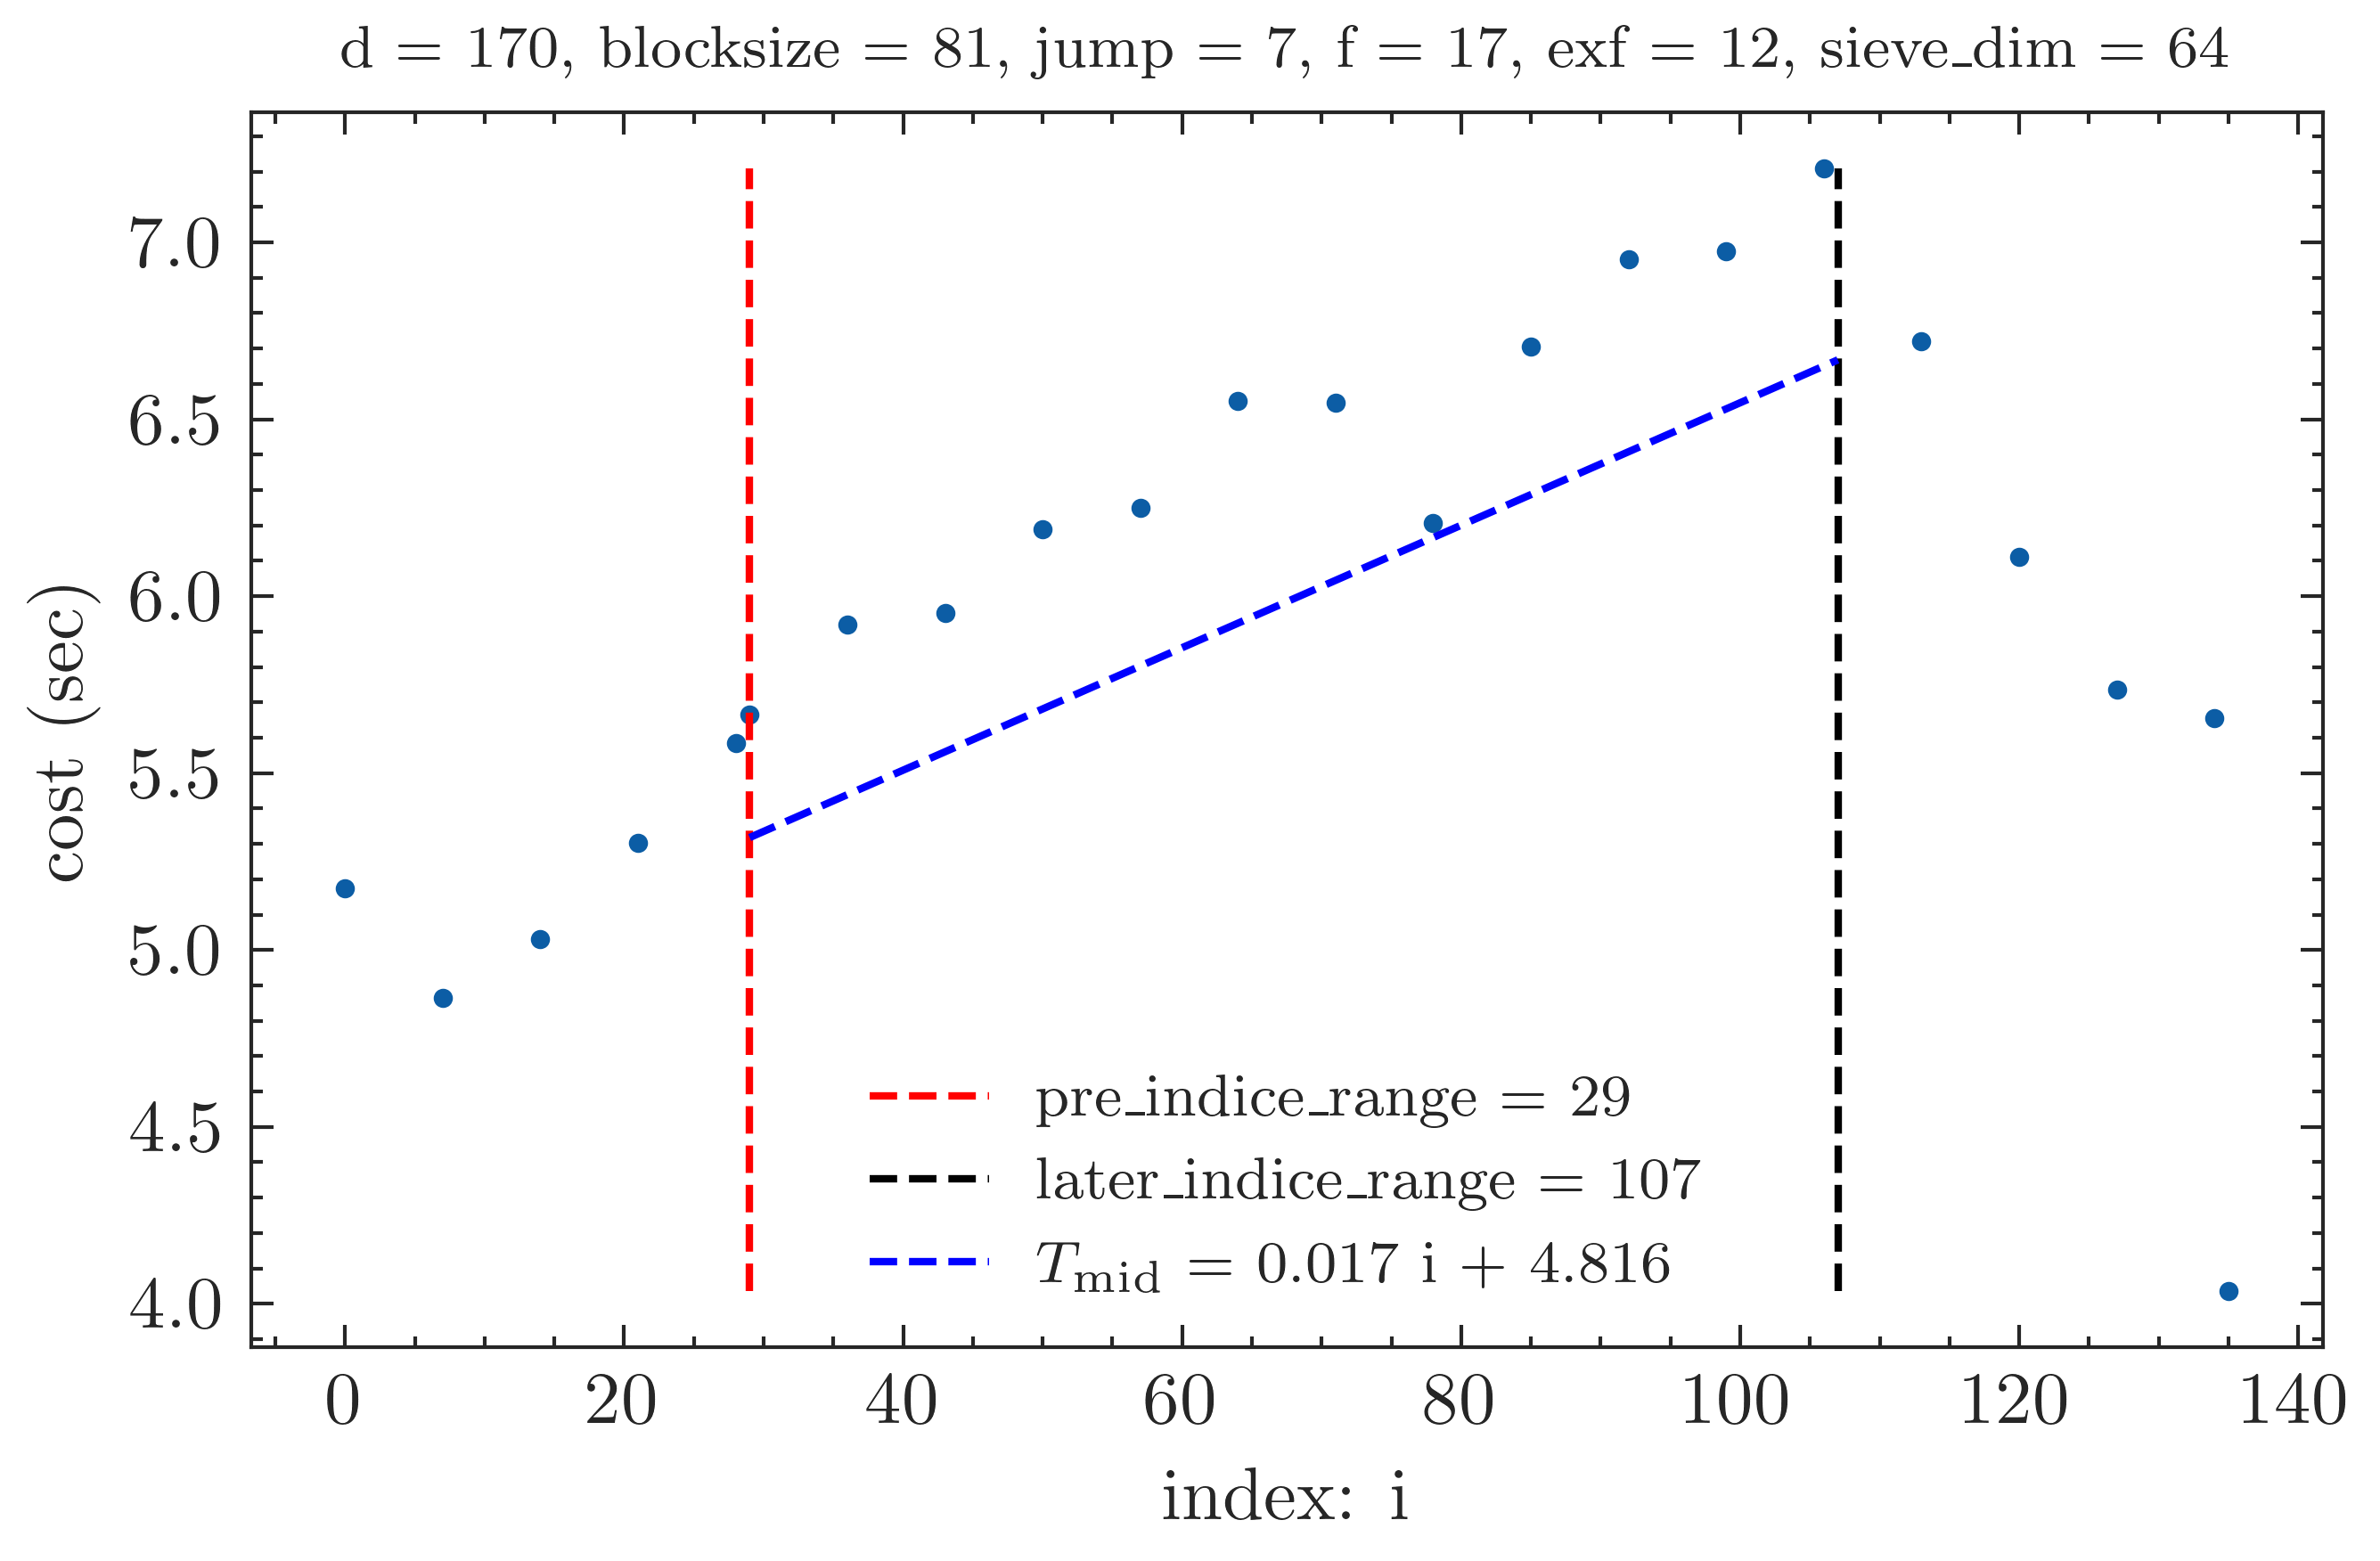 d = 170, blocksize = 81, jump = 7, f = 17, exf = 12, sieve_dim = 64
7.0
6.5
6.0
5.5
5.0
4.5
4.0
cost (sec)
pre_indice_range = 29
later_indice_range = 107
T_mid = 0.017 i + 4.816
0 20 40 60 80 100 120 140
index: i